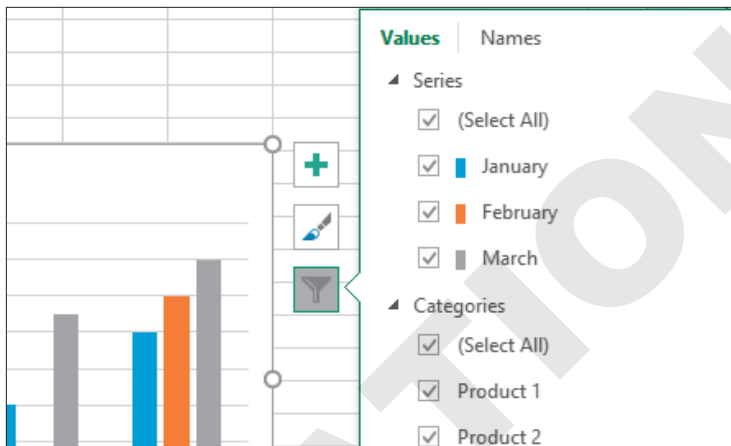 Values Names
Series
(Select All)
January
February
March
Categories
(Select All)
Product 1
Product 2